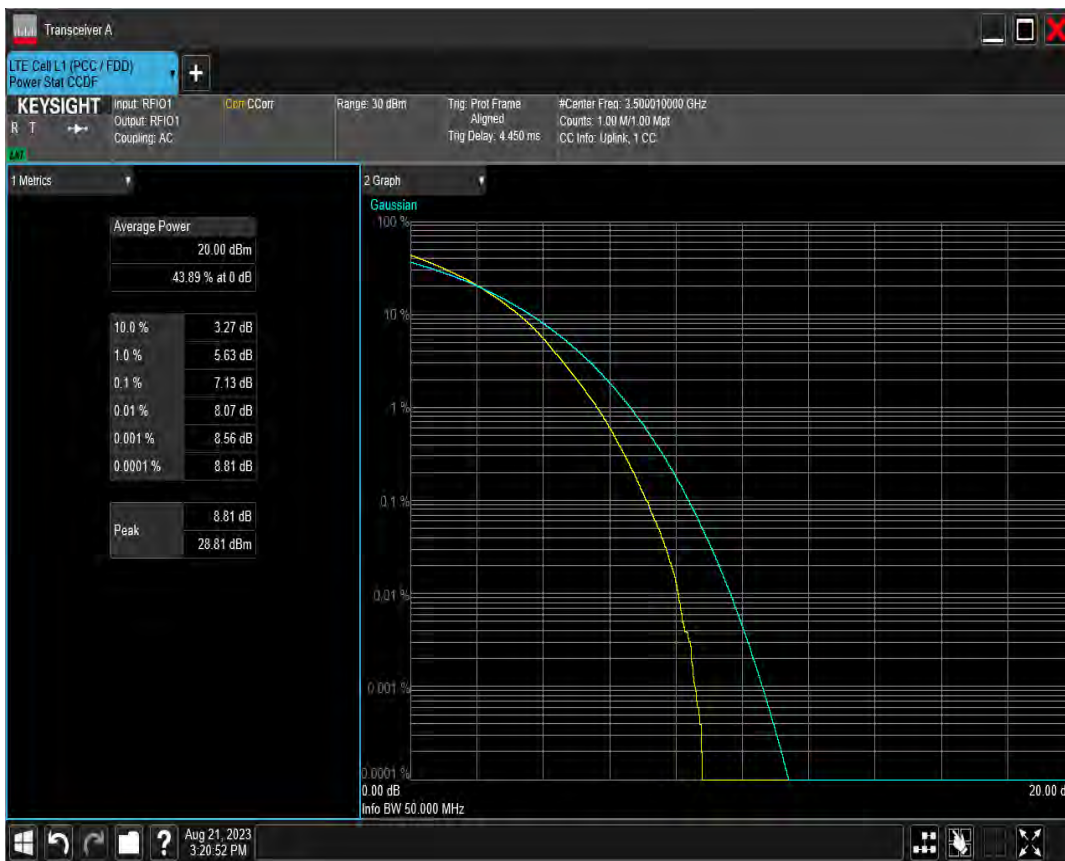 Transceiver A
LTE Cell L1 (PCC / FDD)
Power Stat CCDF
+
KEYSIGHT
R T
LXI
Input: RFIO1
Output: RFIO1
Coupling: AC
Corr CCorr
Range: 30 dBm
Trig: Prot Frame
Aligned
Trig Delay: 4.450 ms
#Center Freq: 3.500010000 GHz
Counts: 1.00 M/1.00 Mpt
CC Info: Uplink, 1 CC
1 Metrics
Average Power
20.00 dBm
43.89 % at 0 dB
10.0 % 3.27 dB
1.0 % 5.63 dB
0.1 % 7.13 dB
0.01 % 8.07 dB
0.001 % 8.56 dB
0.0001 % 8.81 dB
Peak
8.81 dB
28.81 dBm
2 Graph
Gaussian
100 %
10 %
1 %
0.1 %
0.01 %
0.001 %
0.0001 %
0.00 dB
20.00 d
Info BW 50.000 MHz
?
Aug 21, 2023
3:20:52 PM